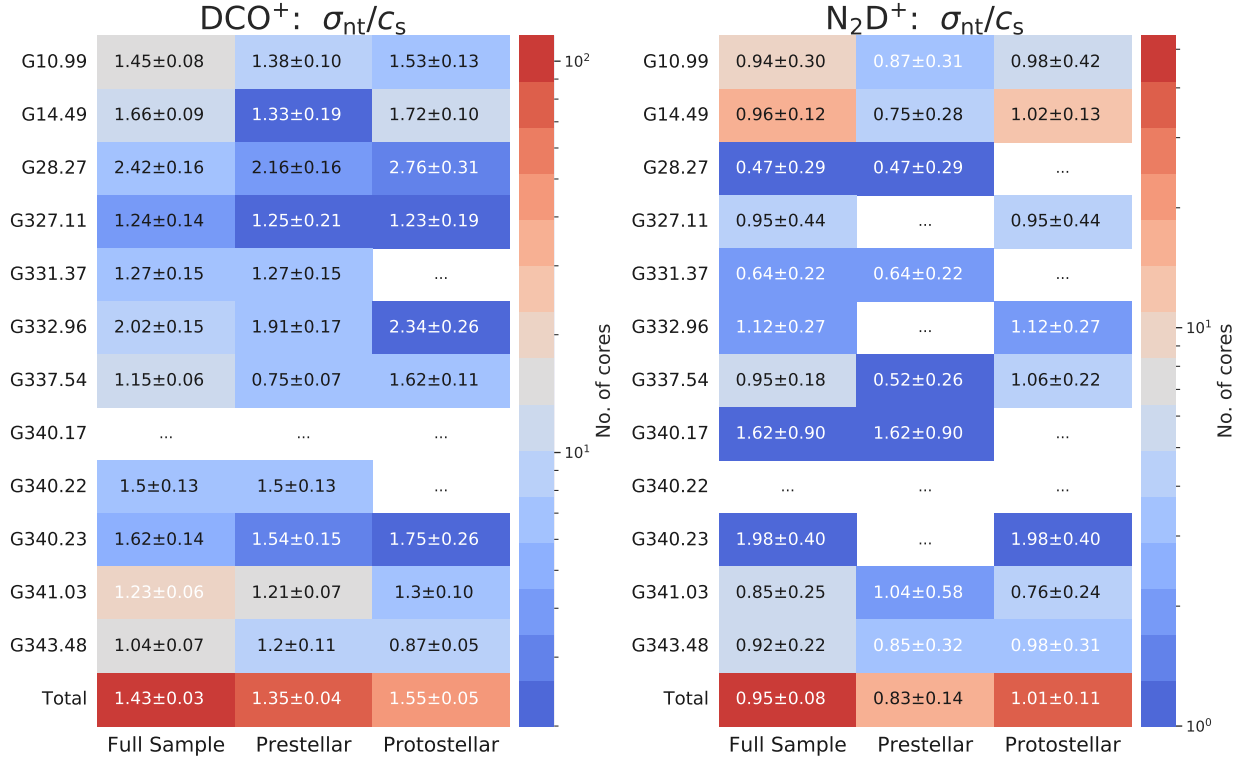 DCO⁺: σnt/cs
G10.99 1.45±0.08 1.38±0.10 1.53±0.13
G14.49 1.66±0.09 1.33±0.19 1.72±0.10
G28.27 2.42±0.16 2.16±0.16 2.76±0.31
G327.11 1.24±0.14 1.25±0.21 1.23±0.19
G331.37 1.27±0.15 1.27±0.15 ...
G332.96 2.02±0.15 1.91±0.17 2.34±0.26
G337.54 1.15±0.06 0.75±0.07 1.62±0.11
G340.17 ... ... ...
G340.22 1.5±0.13 1.5±0.13 ...
G340.23 1.62±0.14 1.54±0.15 1.75±0.26
G341.03 1.23±0.06 1.21±0.07 1.3±0.10
G343.48 1.04±0.07 1.2±0.11 0.87±0.05
Total 1.43±0.03 1.35±0.04 1.55±0.05
Full Sample Prestellar Protostellar
10²
10¹
No. of cores
N₂D⁺: σnt/cs
G10.99 0.94±0.30 0.87±0.31 0.98±0.42
G14.49 0.96±0.12 0.75±0.28 1.02±0.13
G28.27 0.47±0.29 0.47±0.29 ...
G327.11 0.95±0.44 ... 0.95±0.44
G331.37 0.64±0.22 0.64±0.22 ...
G332.96 1.12±0.27 ... 1.12±0.27
G337.54 0.95±0.18 0.52±0.26 1.06±0.22
G340.17 1.62±0.90 1.62±0.90 ...
G340.22 ... ... ...
G340.23 1.98±0.40 ... 1.98±0.40
G341.03 0.85±0.25 1.04±0.58 0.76±0.24
G343.48 0.92±0.22 0.85±0.32 0.98±0.31
Total 0.95±0.08 0.83±0.14 1.01±0.11
Full Sample Prestellar Protostellar
10¹
10⁰
No. of cores